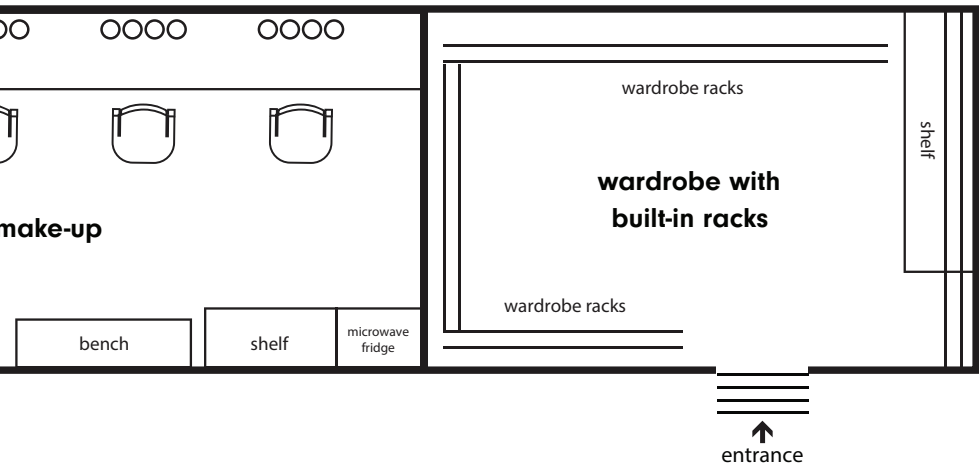 wardrobe racks
shelf
wardrobe with
built-in racks
make-up
wardrobe racks
bench
shelf
microwave
fridge
entrance